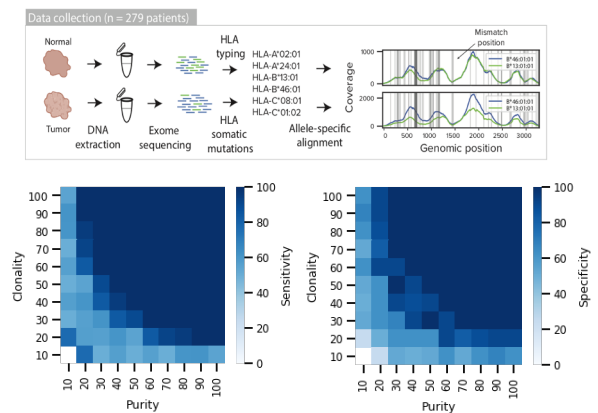 Data collection (n = 279 patients)
Normal
Tumor
DNA
extraction
Exome
sequencing
HLA
typing
HLA
somatic
mutations
HLA-A*02:01
HLA-A*24:01
HLA-B*13:01
HLA-B*46:01
HLA-C*08:01
HLA-C*01:02
Allele-specific
alignment
Mismatch
position
Coverage
1000
0
B*46:01:01
B*13:01:01
2000
1000
0
B*46:01:01
B*13:01:01
0 500 1000 1500 2000 2500 3000
Genomic position
Clonality
100
90
80
70
60
50
40
30
20
10
10 20 30 40 50 60 70 80 90 100
Purity
100
80
60
40
20
0
Sensitivity
Clonality
100
90
80
70
60
50
40
30
20
10
10 20 30 40 50 60 70 80 90 100
Purity
100
80
60
40
20
0
Specificity